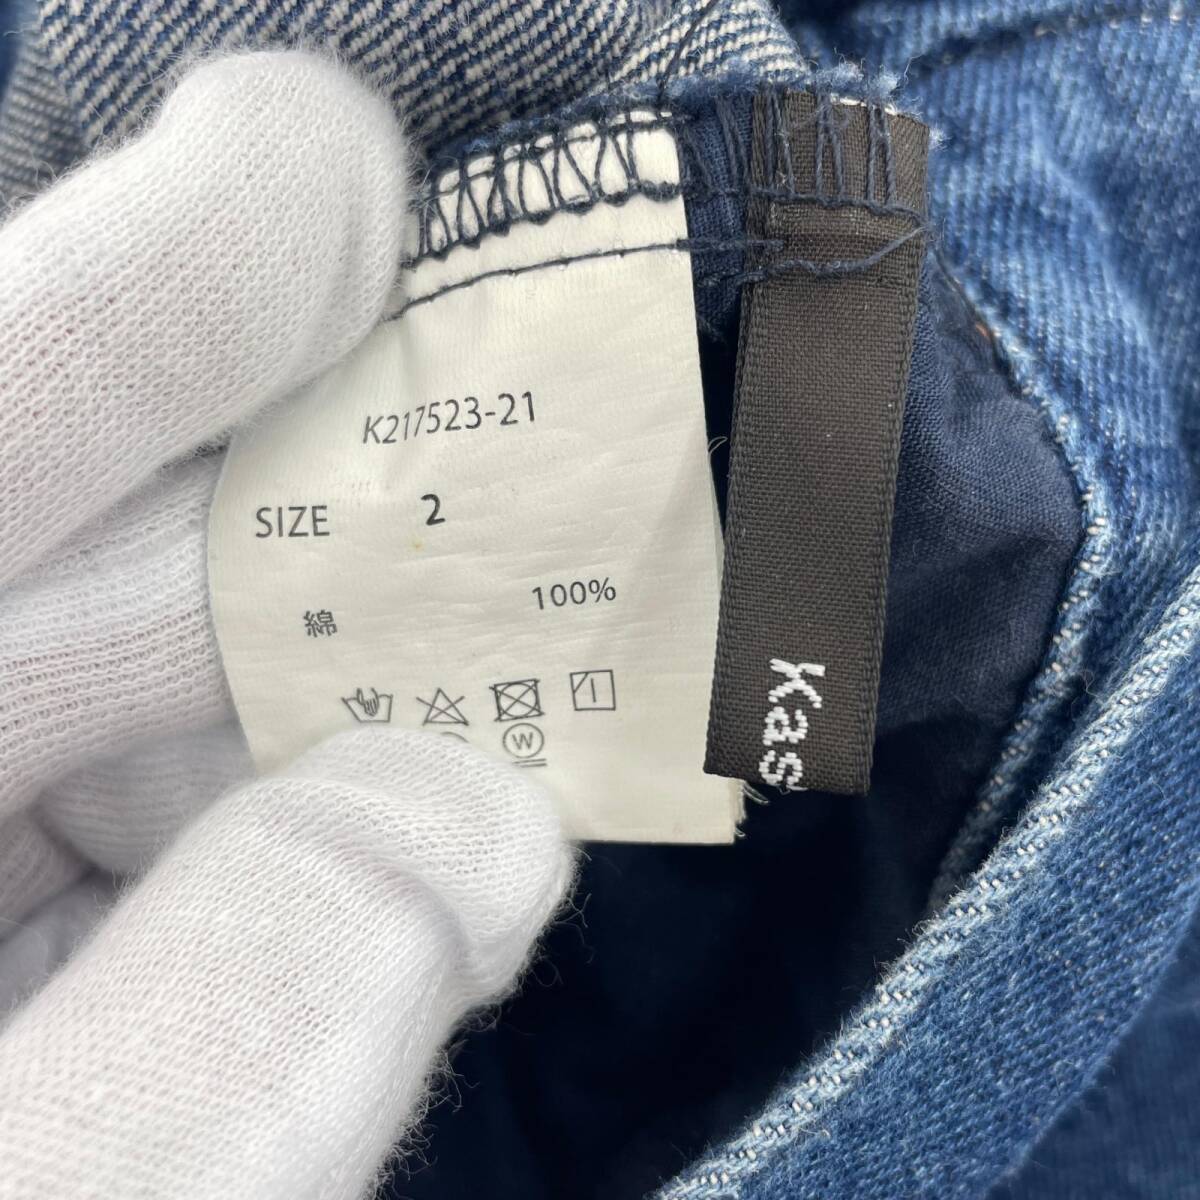 K217523-21
SIZE 2
綿 100%
W
Kas